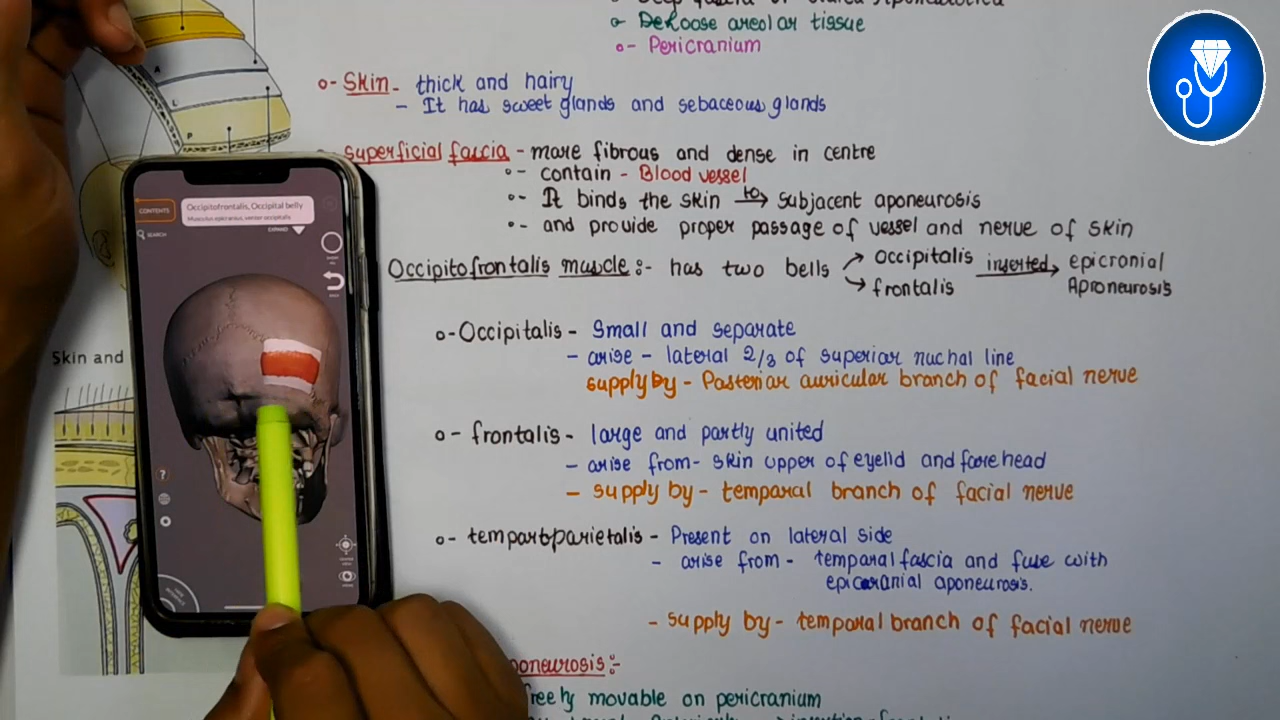 o- DeLoose areolar tissue
o- Pericranium
o- Skin - thick and hairy
- It has sweet glands and sebaceous glands
superficial fascia - more fibrous and dense in centre
o- contain - Blood vessel
o- It binds the skin to → subjacent aponeurosis
o- and provide proper passage of vessel and nerve of skin
Occipitofrontalis muscle :- has two bells → occipitalis inserted → epicronial Aproneurosis
→ frontalis
o- Occipitalis - Small and separate
- arise - lateral 2/3 of superior nuchal line
supply by - Posterior auricular branch of facial nerve
o- frontalis - large and partly united
- arise from - skin upper of eyelid and forehead
- supply by - temporal branch of facial nerve
o- temporoparietalis - Present on lateral side
- arise from - temporal fascia and fuse with
epicranial aponeurosis.
- supply by - temporal branch of facial nerve
poneurosis :-
freely movable on pericranium
A
L
P
Skin and
CONTENTS
Occipitofrontalis, Occipital belly
Musculus epicranius, venter occipitalis
SEARCH
EXPAND